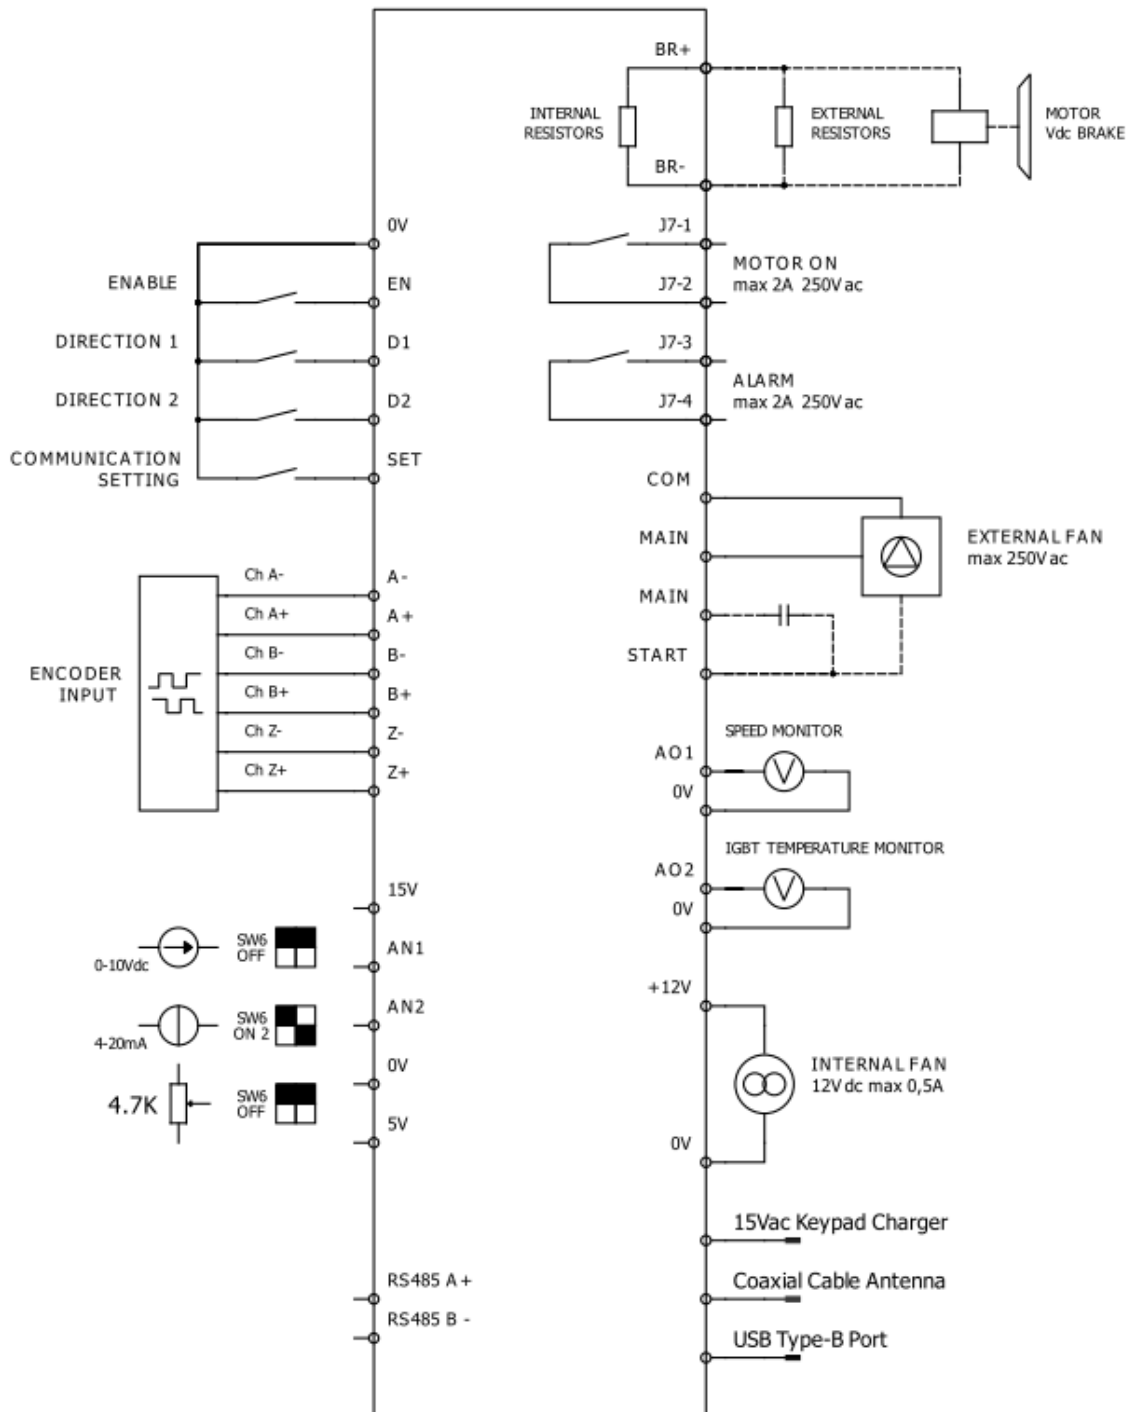 BR+
INTERNAL
RESISTORS
EXTERNAL
RESISTORS
MOTOR
Vdc BRAKE
BR-
0V
J7-1
MOTOR ON
max 2A 250Vac
ENABLE
EN
J7-2
DIRECTION 1
D1
J7-3
ALARM
max 2A 250Vac
DIRECTION 2
D2
J7-4
COMMUNICATION
SETTING
SET
COM
MAIN
EXTERNAL FAN
max 250Vac
MAIN
START
ENCODER
INPUT
Ch A-
A-
Ch A+
A+
Ch B-
B-
Ch B+
B+
Ch Z-
Z-
Ch Z+
Z+
SPEED MONITOR
AO1
0V
V
IGBT TEMPERATURE MONITOR
AO2
0V
V
15V
0-10Vdc
SW6
OFF
AN1
4-20mA
SW6
ON 2
AN2
0V
4.7K
SW6
OFF
5V
+12V
INTERNAL FAN
12Vdc max 0,5A
0V
15Vac Keypad Charger
RS485 A+
Coaxial Cable Antenna
RS485 B -
USB Type-B Port